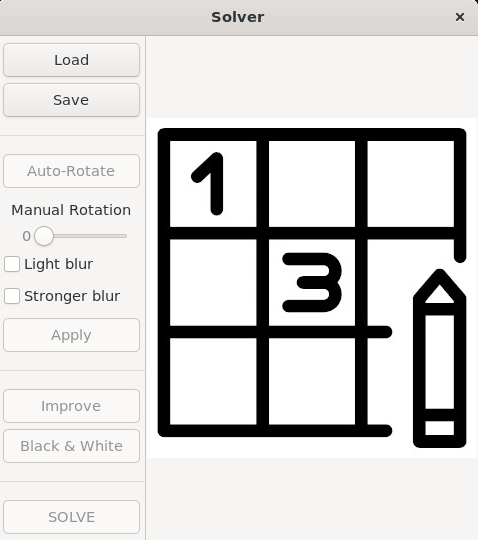 Solver
×
Load
Save
Auto-Rotate
Manual Rotation
0
Light blur
Stronger blur
Apply
Improve
Black & White
SOLVE
1
3